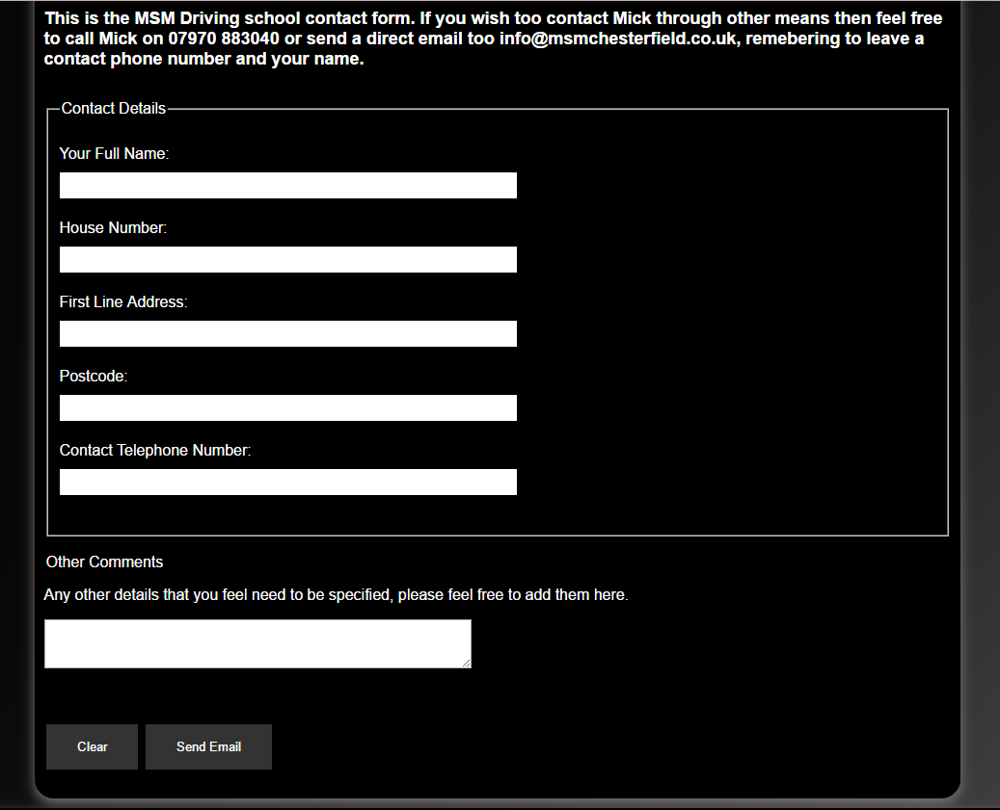 This is the MSM Driving school contact form. If you wish too contact Mick through other means then feel free
to call Mick on 07970 883040 or send a direct email too info@msmchesterfield.co.uk, remebering to leave a
contact phone number and your name.
Contact Details
Your Full Name:
House Number:
First Line Address:
Postcode:
Contact Telephone Number:
Other Comments
Any other details that you feel need to be specified, please feel free to add them here.
Clear
Send Email